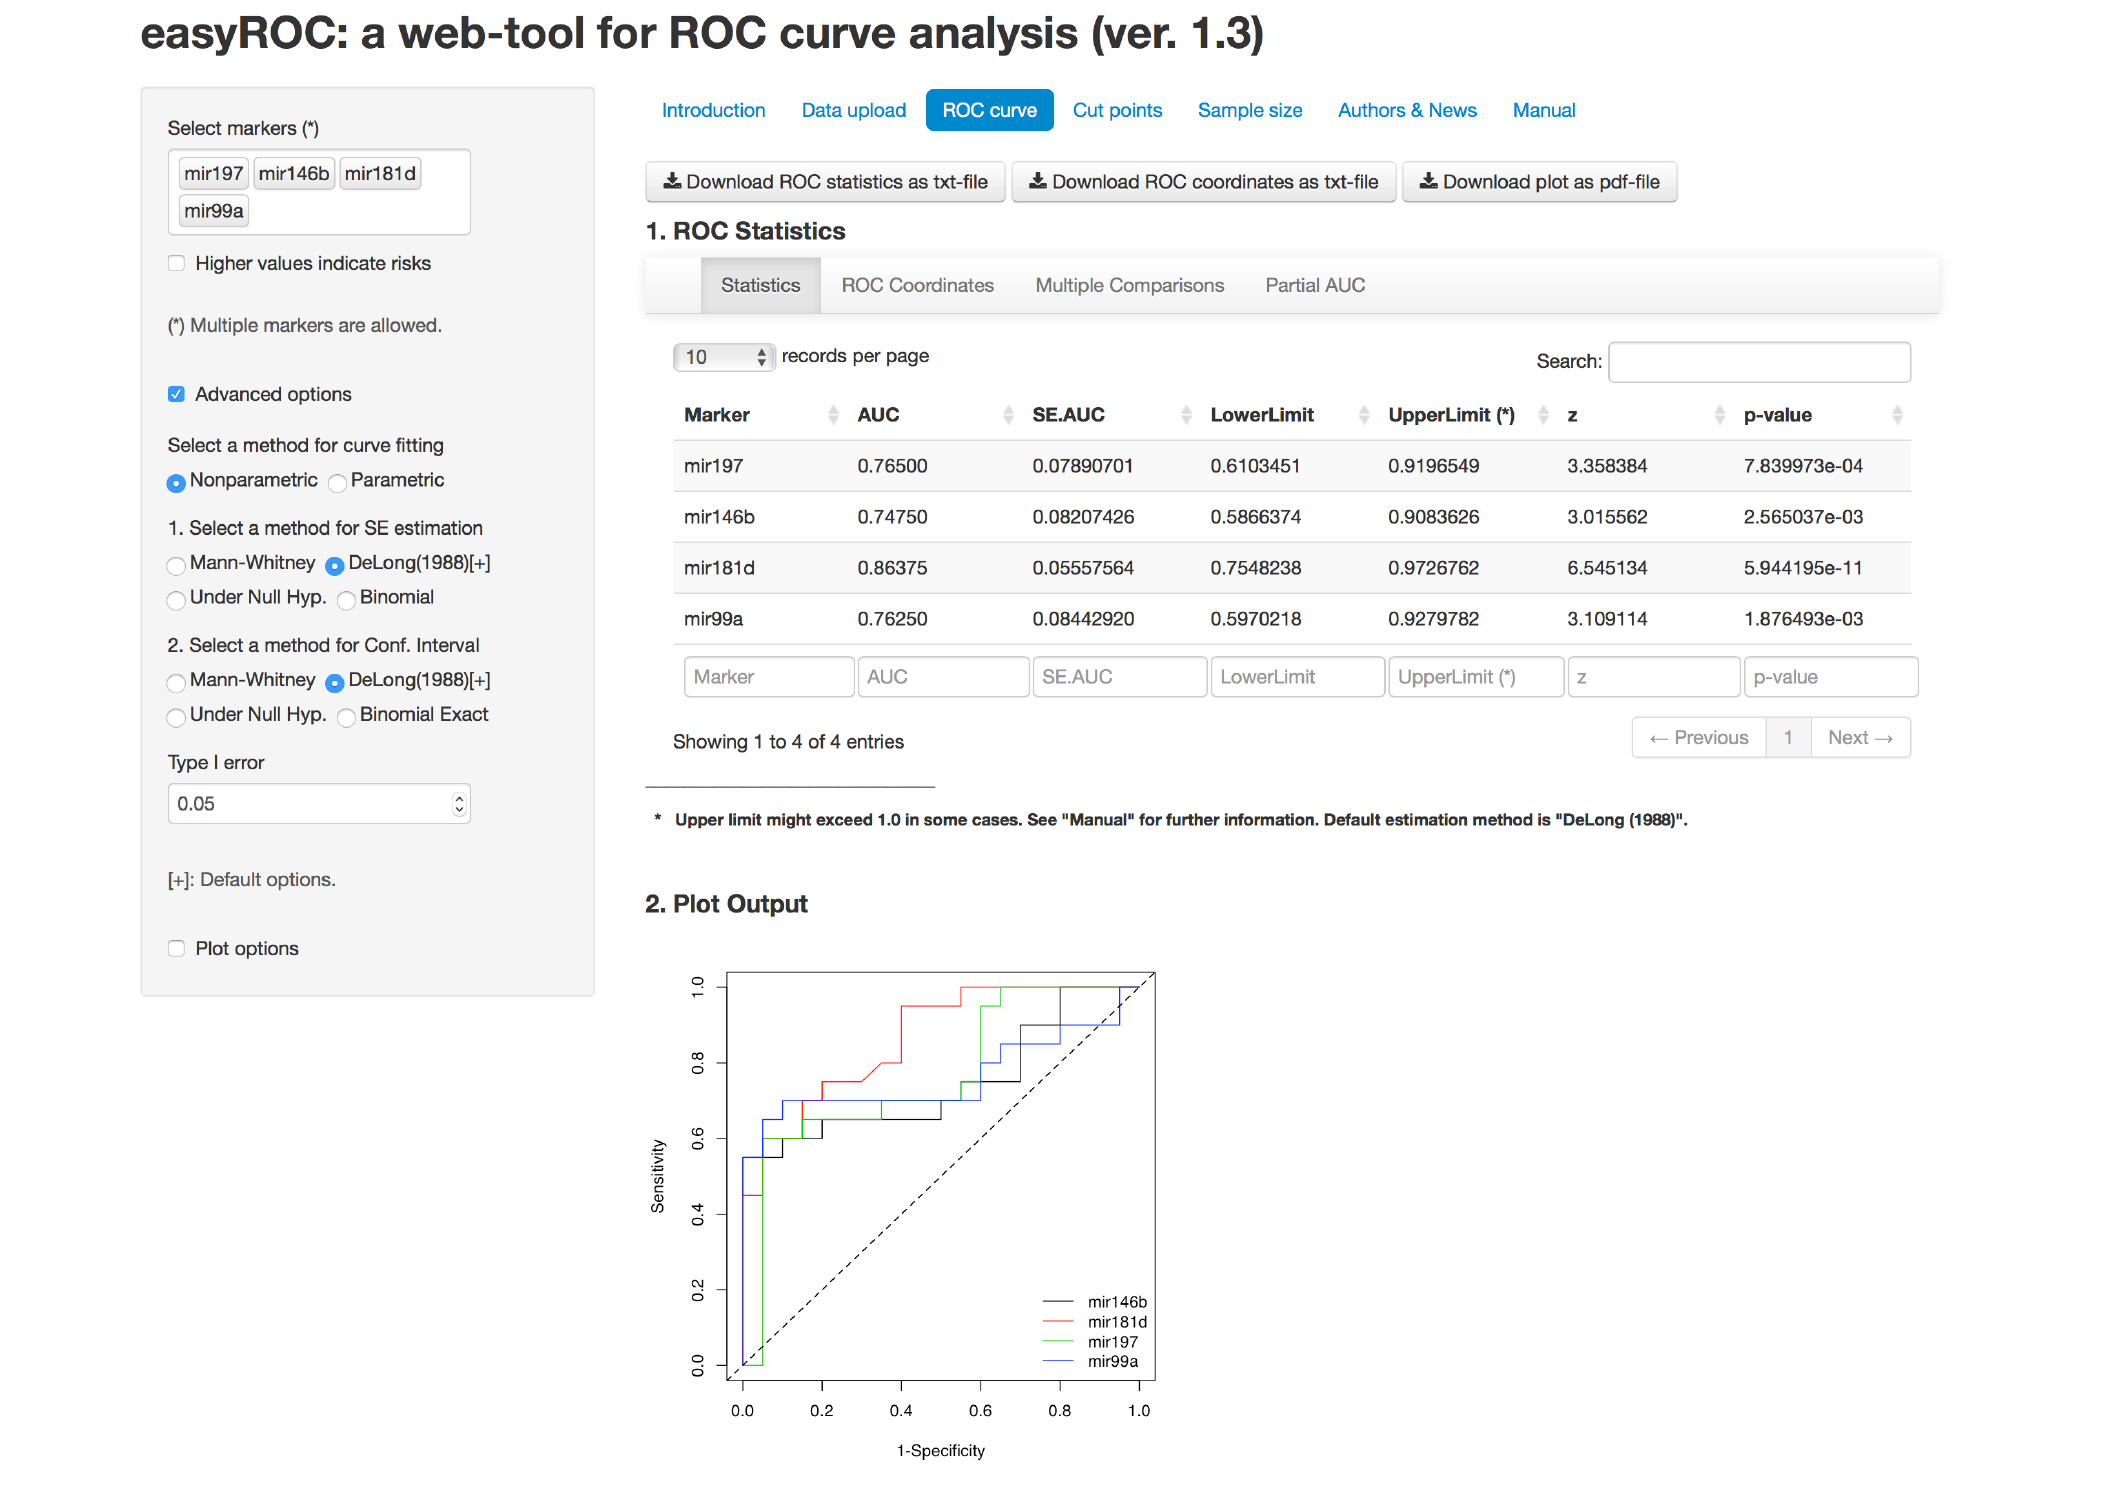 easyROC: a web-tool for ROC curve analysis (ver. 1.3)
Select markers (*)
mir197 mir146b mir181d
mir99a
Higher values indicate risks
(*) Multiple markers are allowed.
Advanced options
Select a method for curve fitting
Nonparametric Parametric
1. Select a method for SE estimation
Mann-Whitney DeLong(1988)[+]
Under Null Hyp. Binomial
2. Select a method for Conf. Interval
Mann-Whitney DeLong(1988)[+]
Under Null Hyp. Binomial Exact
Type I error
0.05
[+]: Default options.
Plot options
Introduction Data upload ROC curve Cut points Sample size Authors & News Manual
Download ROC statistics as txt-file Download ROC coordinates as txt-file Download plot as pdf-file
1. ROC Statistics
Statistics ROC Coordinates Multiple Comparisons Partial AUC
10 records per page Search:
Marker AUC SE.AUC LowerLimit UpperLimit (*) z p-value
mir197 0.76500 0.07890701 0.6103451 0.9196549 3.358384 7.839973e-04
mir146b 0.74750 0.08207426 0.5866374 0.9083626 3.015562 2.565037e-03
mir181d 0.86375 0.05557564 0.7548238 0.9726762 6.545134 5.944195e-11
mir99a 0.76250 0.08442920 0.5970218 0.9279782 3.109114 1.876493e-03
Marker AUC SE.AUC LowerLimit UpperLimit (*) z p-value
Showing 1 to 4 of 4 entries ← Previous 1 Next →
* Upper limit might exceed 1.0 in some cases. See "Manual" for further information. Default estimation method is "DeLong (1988)".
2. Plot Output
1.0
0.8
0.6
0.4
0.2
0.0
Sensitivity
mir146b
mir181d
mir197
mir99a
0.0 0.2 0.4 0.6 0.8 1.0
1-Specificity